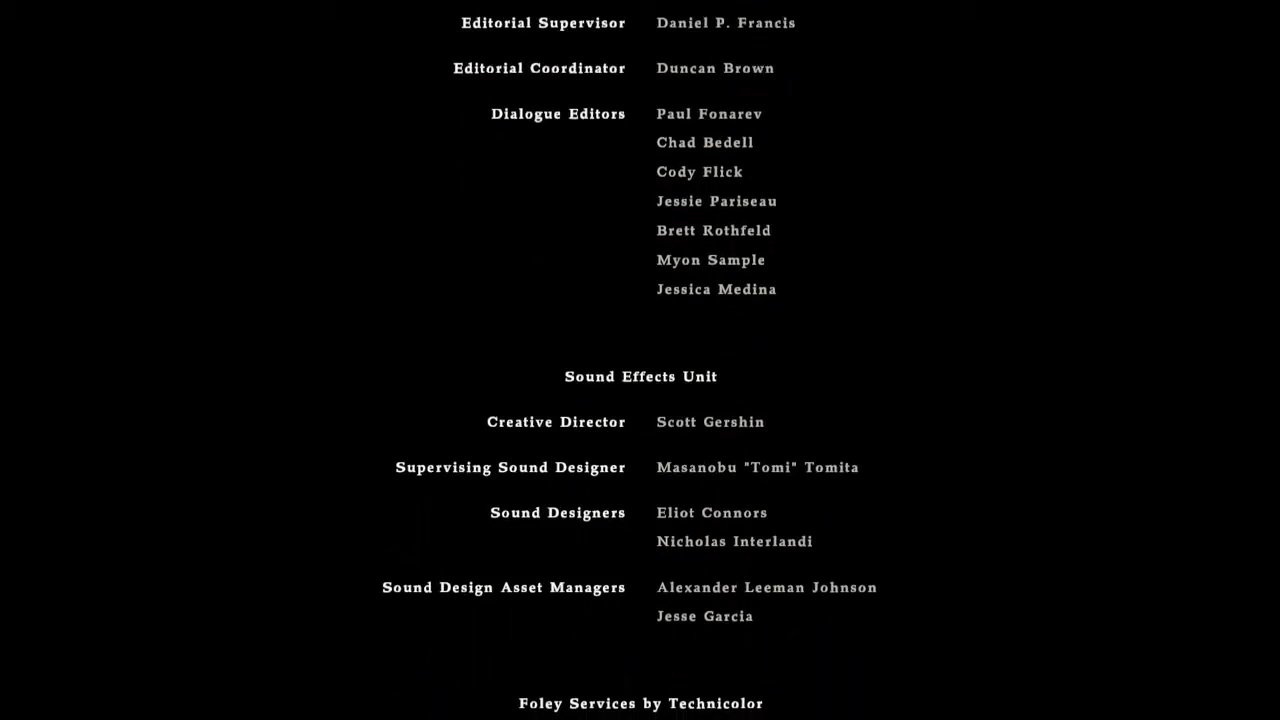 Editorial Supervisor Daniel P. Francis
Editorial Coordinator Duncan Brown
Dialogue Editors Paul Fonarev
Chad Bedell
Cody Flick
Jessie Pariseau
Brett Rothfeld
Myon Sample
Jessica Medina
Sound Effects Unit
Creative Director Scott Gershin
Supervising Sound Designer Masanobu "Tomi" Tomita
Sound Designers Eliot Connors
Nicholas Interlandi
Sound Design Asset Managers Alexander Leeman Johnson
Jesse Garcia
Foley Services by Technicolor